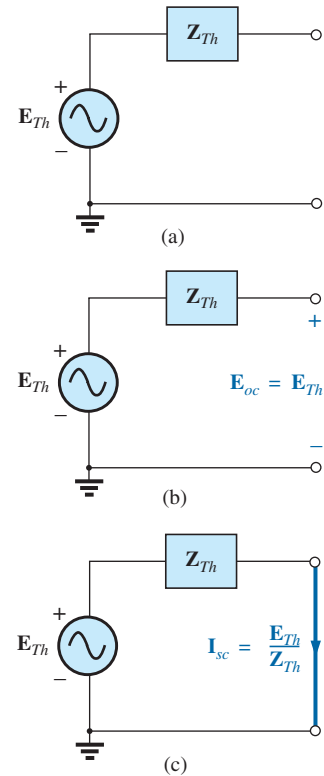 Z_Th
+
E_Th
−
(a)
Z_Th
+
+
E_Th
E_oc = E_Th
−
−
(b)
Z_Th
+
E_Th
I_sc = E_Th / Z_Th
−
(c)